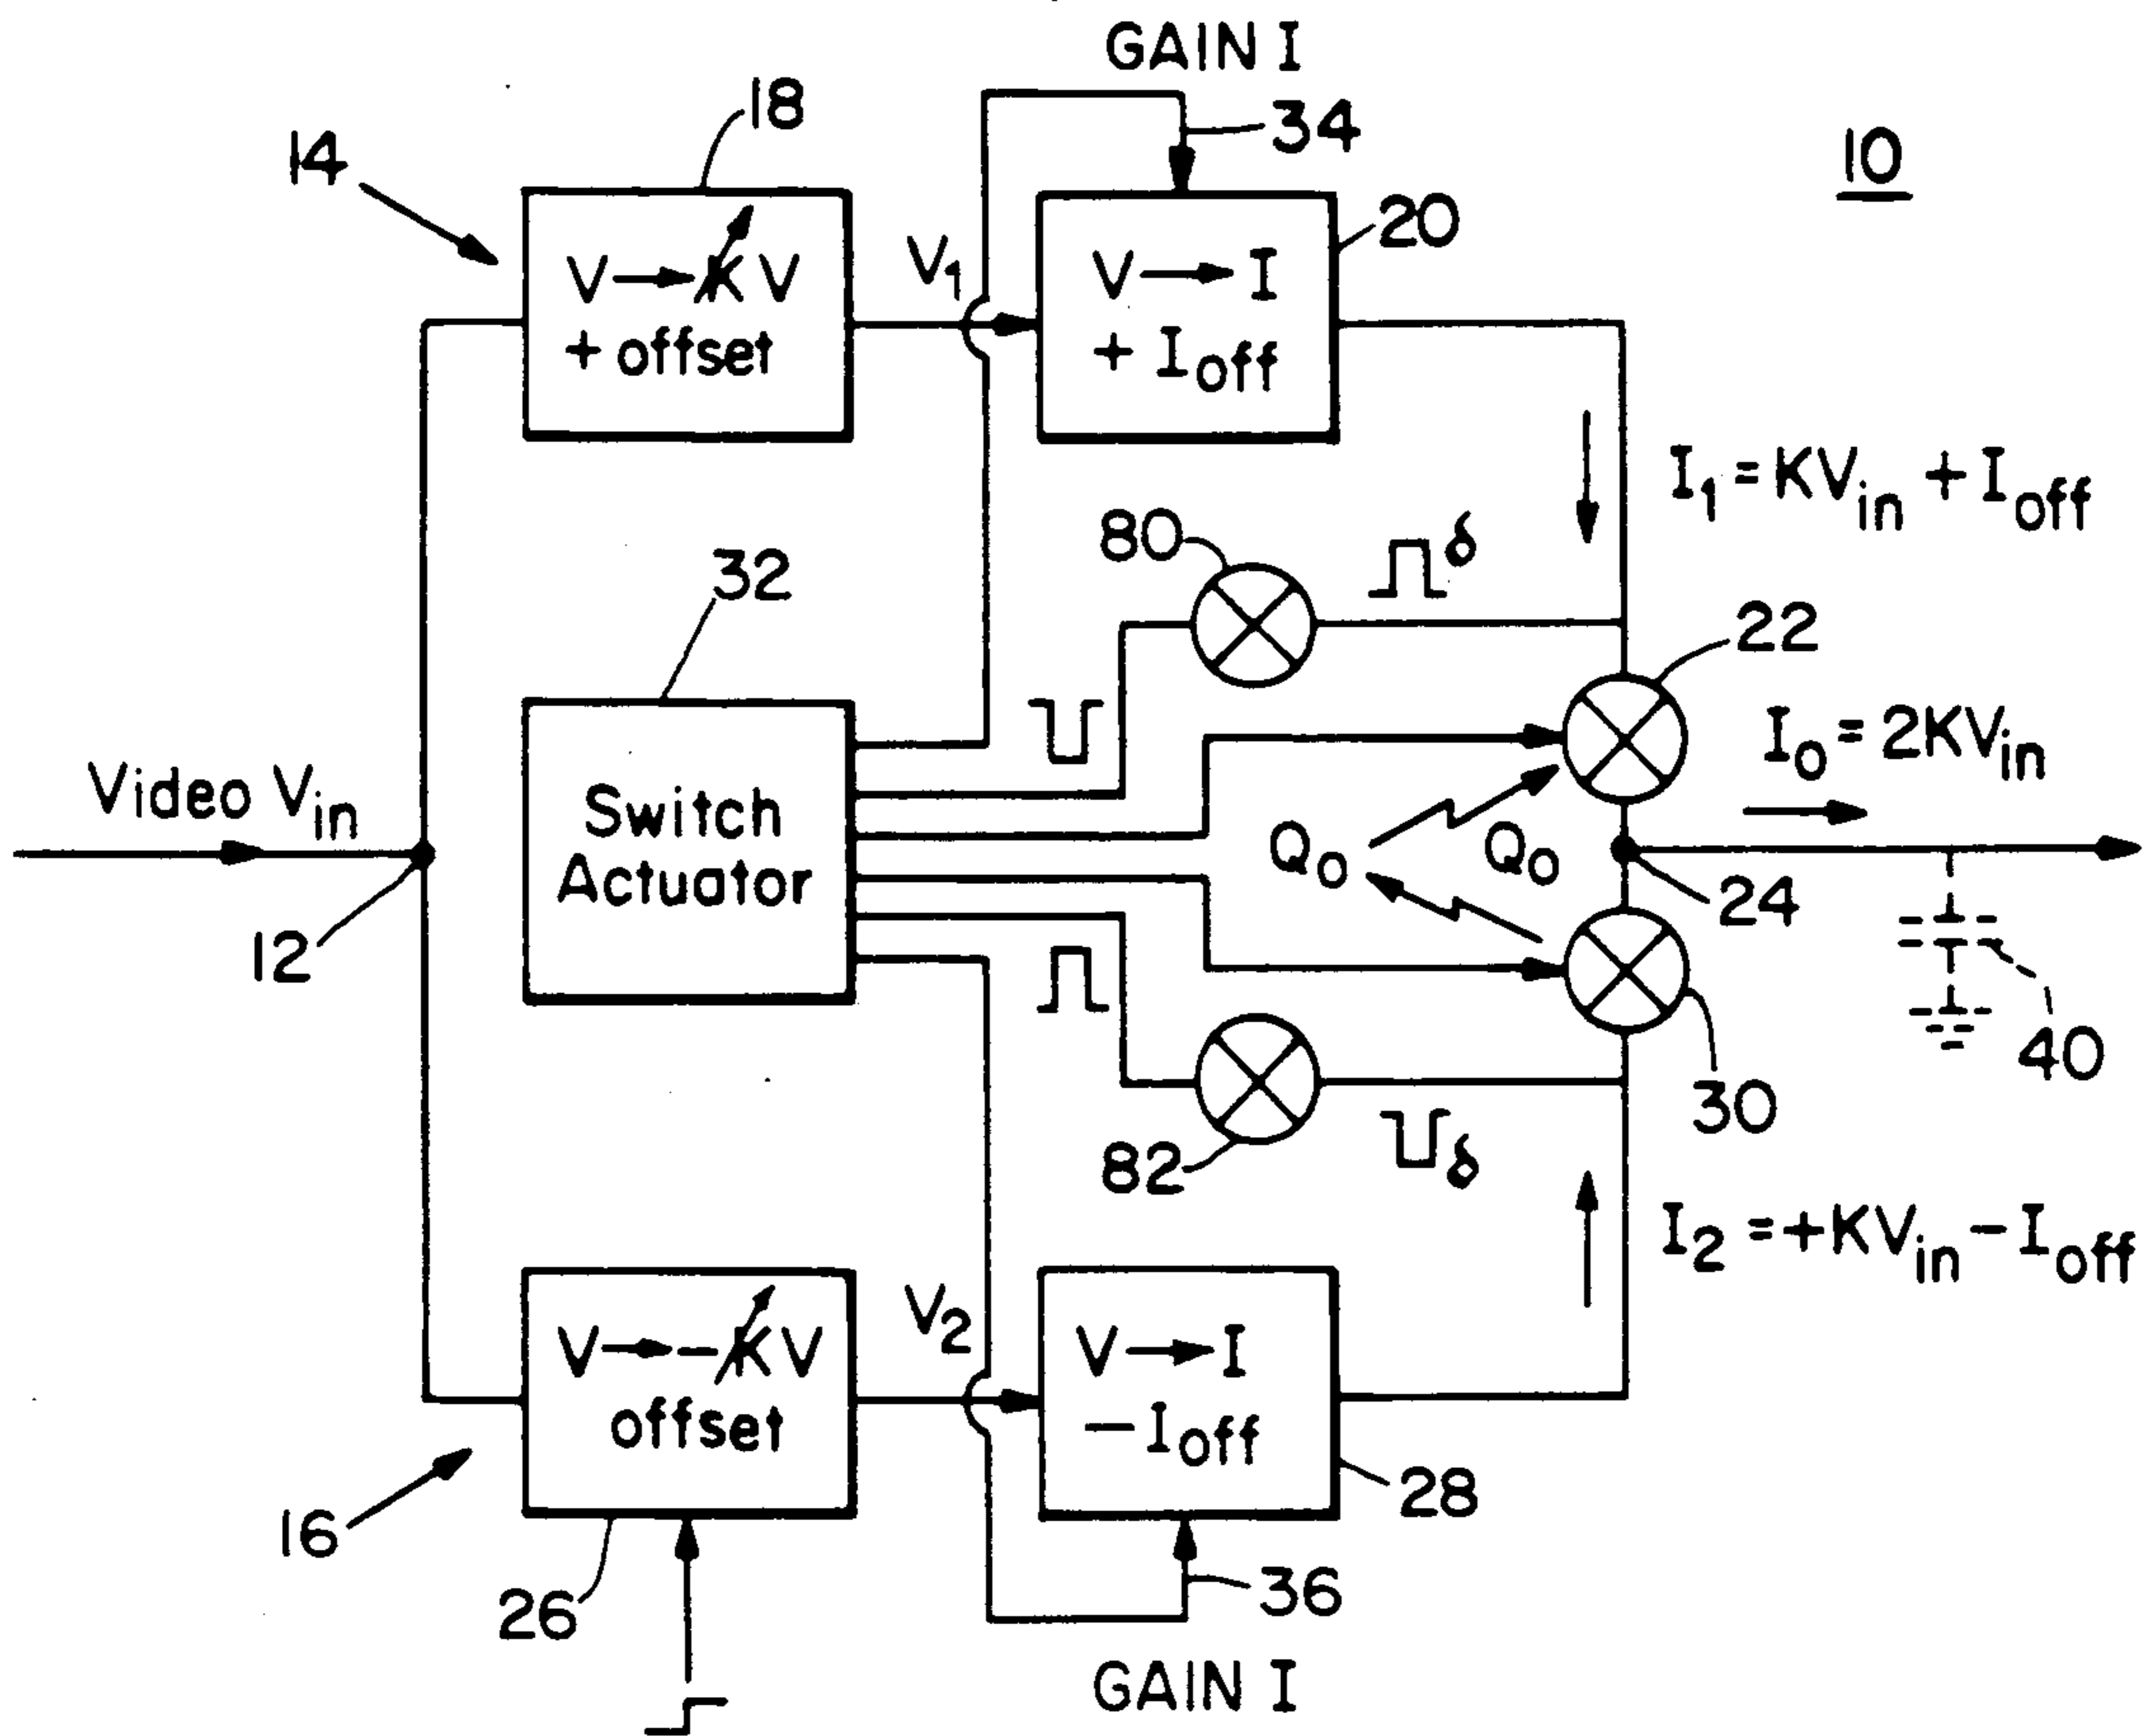 GAIN I
18
34
14
10
20
V→KV
+ offset
V1
V→I
+ Ioff
I1 = KVin + Ioff
80
δ
32
22
Io = 2KVin
Video Vin
Switch
Actuator
Qo
Qo
24
12
40
30
82
δ
I2 = +KVin - Ioff
V2
V→-KV
offset
V→I
-Ioff
28
16
36
26
GAIN I